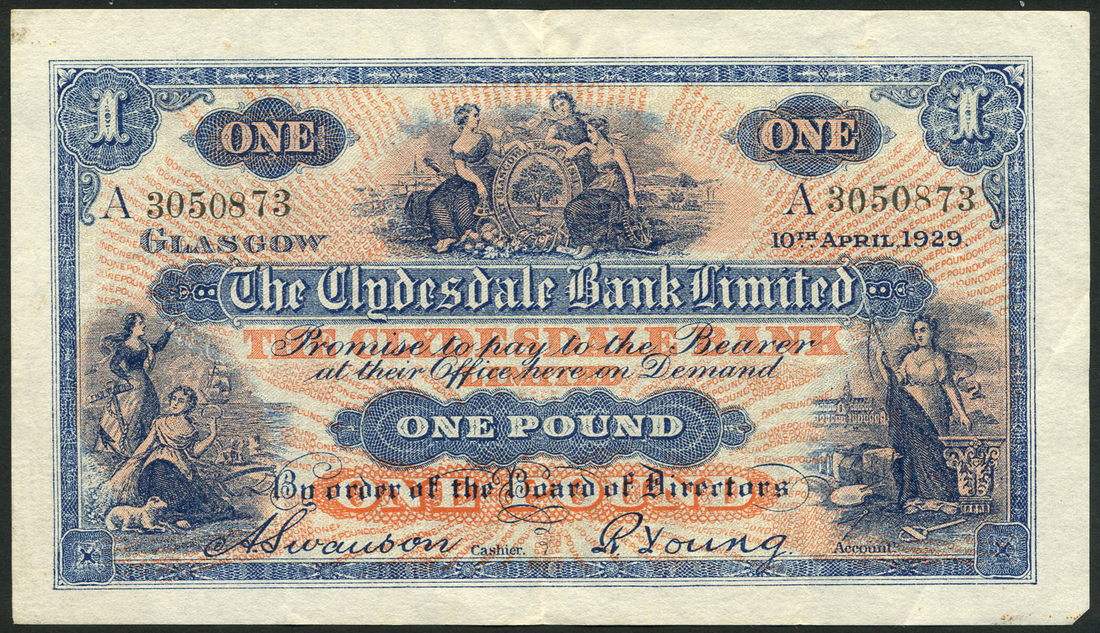 1 1
ONE ONE
A 3050873 A 3050873
GLASGOW 10TH APRIL, 1929.
The Clydesdale Bank Limited
THE CLYDESDALE BANK
LIMITED
Promise to pay to the Bearer
at their Office here on Demand
ONE POUND
ONE POUND
By order of the Board of Directors
A Swanson Cashier. R Young. Account.t